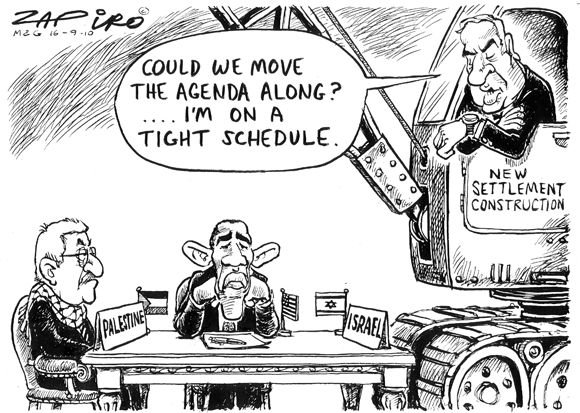 ZAPIRO ©
M&G 16-9-10
COULD WE MOVE
THE AGENDA ALONG?
.... I'M ON A
TIGHT SCHEDULE.
NEW
SETTLEMENT
CONSTRUCTION
PALESTINE
ISRAEL